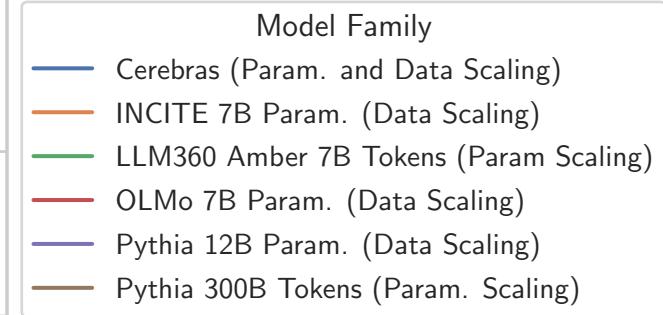 Model Family
Cerebras (Param. and Data Scaling)
INCITE 7B Param. (Data Scaling)
LLM360 Amber 7B Tokens (Param Scaling)
OLMo 7B Param. (Data Scaling)
Pythia 12B Param. (Data Scaling)
Pythia 300B Tokens (Param. Scaling)